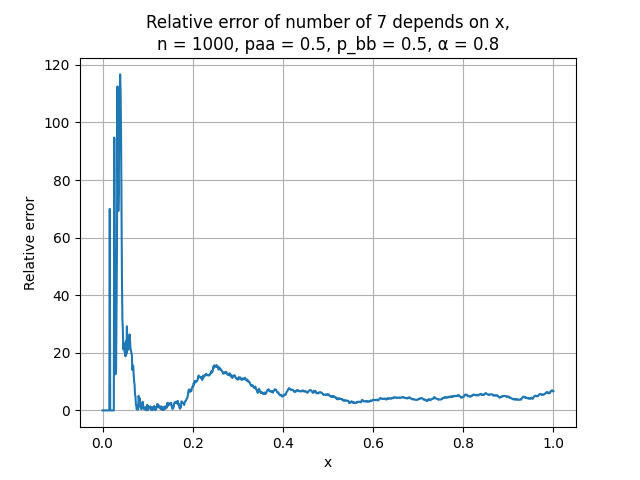 Relative error of number of 7 depends on x,
n = 1000, paa = 0.5, p_bb = 0.5, α = 0.8
120
100
80
60
40
20
0
Relative error
0.0 0.2 0.4 0.6 0.8 1.0
x